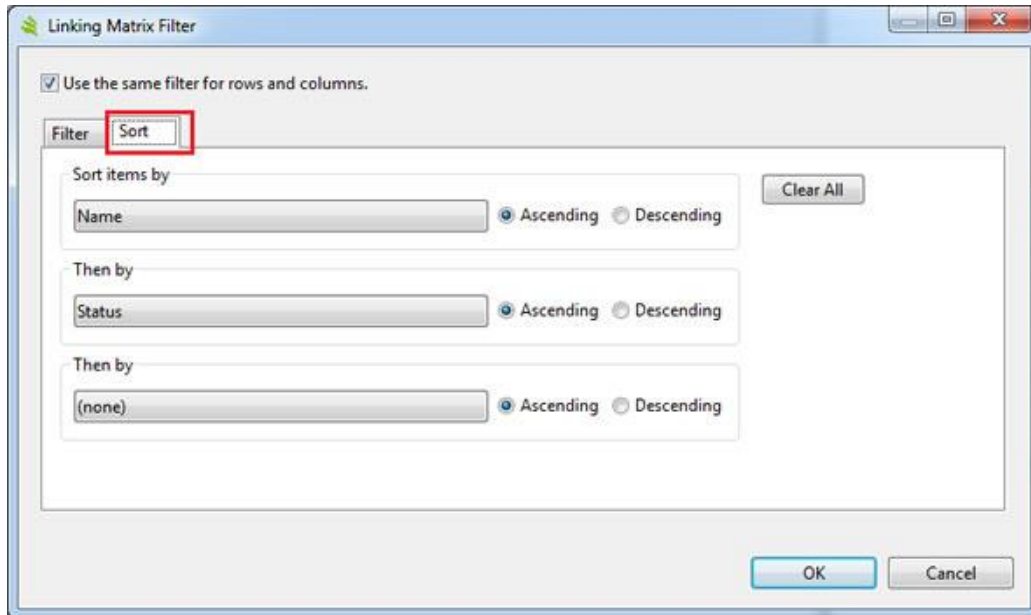 Linking Matrix Filter
Use the same filter for rows and columns.
Filter Sort
Sort items by
Clear All
Name Ascending Descending
Then by
Status Ascending Descending
Then by
(none) Ascending Descending
OK Cancel